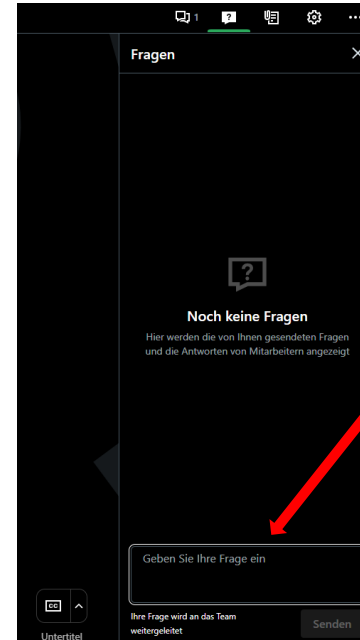 1
?
Fragen
?
Noch keine Fragen
Hier werden die von Ihnen gesendeten Fragen
und die Antworten von Mitarbeitern angezeigt
Geben Sie Ihre Frage ein
Ihre Frage wird an das Team
weitergeleitet
Senden
CC
Untertitel